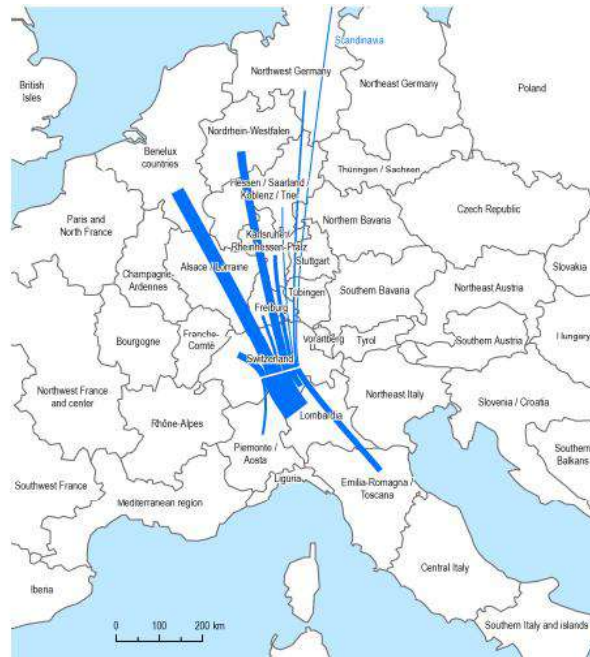 Scandinavia
British
Isles
Northwest Germany
Northeast Germany
Poland
Nordrhein-Westfalen
Benelux
countries
Thüringen / Sachsen
Hessen / Saarland /
Koblenz / Trier
Czech Republic
Paris and
North France
Northern Bavaria
Karlsruhe /
Rheinhessen-Pfalz
Stuttgart
Alsace / Lorraine
Champagne-
Ardennes
Slovakia
Tübingen
Southern Bavaria
Northeast Austria
Freiburg
Bourgogne
Franche-
Comté
Vorarlberg
Tyrol
Southern Austria
Hungary
Switzerland
Northwest France
and center
Northeast Italy
Slovenia / Croatia
Lombardia
Rhône-Alpes
Piemonte /
Aosta
Southern
Balkans
Liguria
Emilia-Romagna /
Toscana
Southwest France
Mediterranean region
Central Italy
Iberia
0 100 200 km
Southern Italy and islands